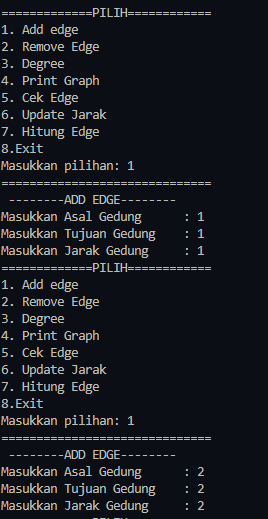 =============PILIH============
1. Add edge
2. Remove Edge
3. Degree
4. Print Graph
5. Cek Edge
6. Update Jarak
7. Hitung Edge
8.Exit
Masukkan pilihan: 1
==============================
 --------ADD EDGE--------
Masukkan Asal Gedung      : 1
Masukkan Tujuan Gedung    : 1
Masukkan Jarak Gedung     : 1
=============PILIH============
1. Add edge
2. Remove Edge
3. Degree
4. Print Graph
5. Cek Edge
6. Update Jarak
7. Hitung Edge
8.Exit
Masukkan pilihan: 1
==============================
 --------ADD EDGE--------
Masukkan Asal Gedung      : 2
Masukkan Tujuan Gedung    : 2
Masukkan Jarak Gedung     : 2